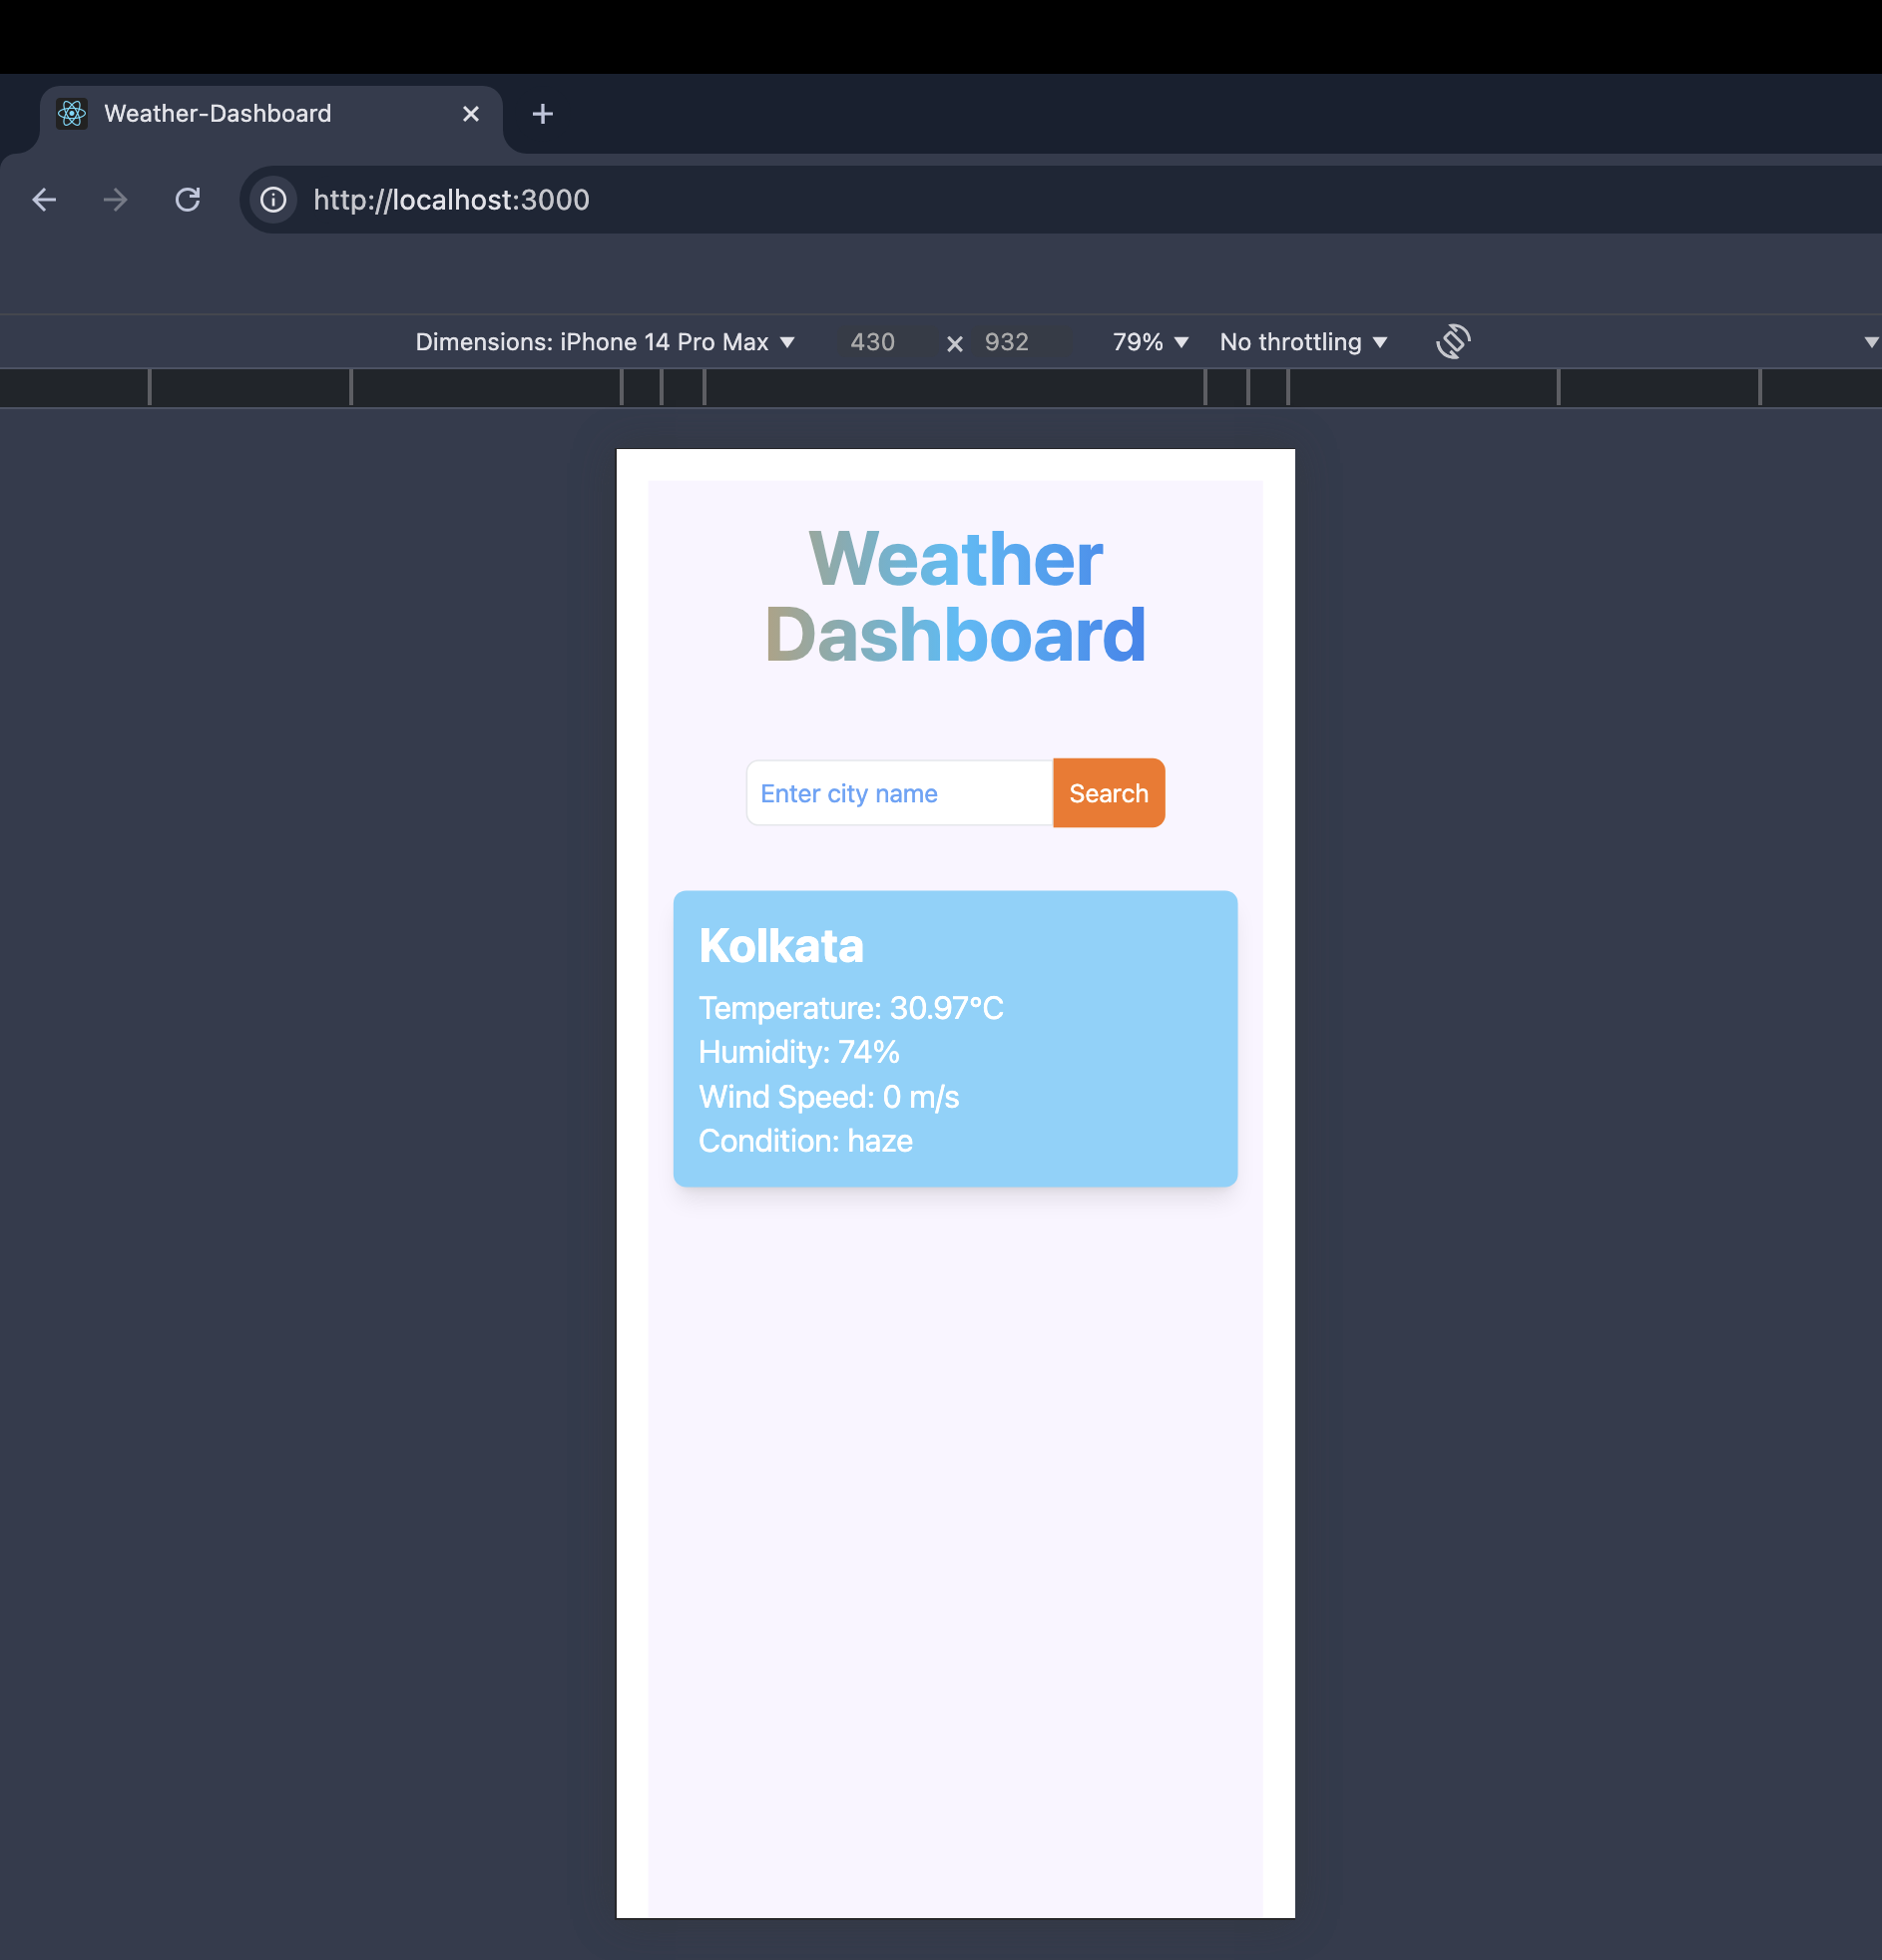 Weather-Dashboard
http://localhost:3000
Dimensions: iPhone 14 Pro Max 430 × 932 79% No throttling
Weather
Dashboard
Enter city name Search
Kolkata
Temperature: 30.97°C
Humidity: 74%
Wind Speed: 0 m/s
Condition: haze